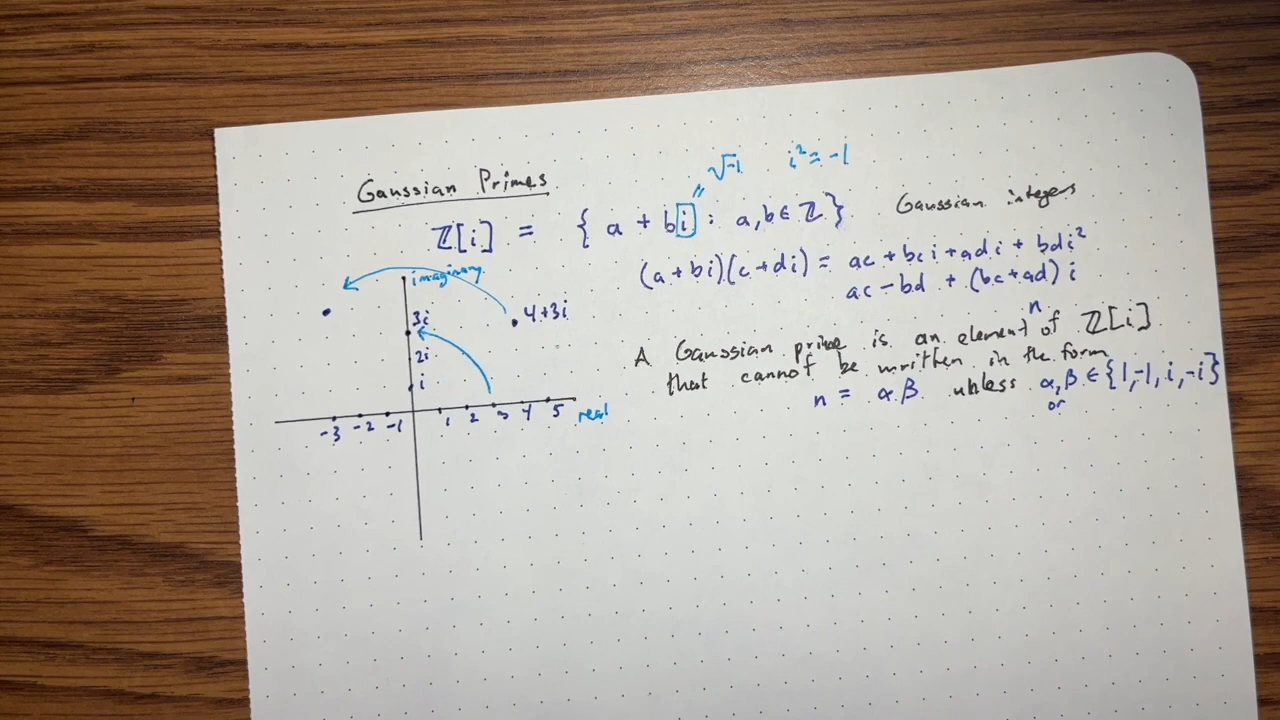 Gaussian Primes
√-1 i² = -1
ℤ[i] = { a + bi : a, b ∈ ℤ } Gaussian integers
(a + bi)(c + di) = ac + bci + adi + bdi²
ac - bd + (bc + ad) i
imaginary
3i
4+3i
2i
i
-3 -2 -1 1 2 3 4 5 real
n
A Gaussian prime is an element of ℤ[i]
that cannot be written in the form
n = αβ unless α, β ∈ {1, -1, i, -i}
or